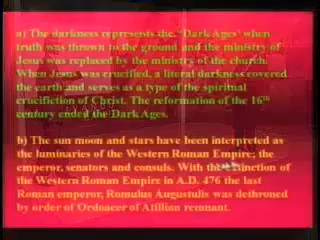 a) The darkness represents the, 'Dark Ages' when
truth was thrown to the ground and the ministry of
Jesus was replaced by the ministry of the church.
When Jesus was crucified, a literal darkness covered
the earth and serves as a type of the spiritual
crucifiction of Christ. The reformation of the 16th
century ended the Dark Ages.
b) The sun moon and stars have been interpreted as
the luminaries of the Western Roman Empire; the
emperor, senators and consuls. With the extinction of
the Western Roman Empire in A.D. 476 the last
Roman emperor, Romulus Augustulis was dethroned
by order of Ordoacer of Atillian remnant.